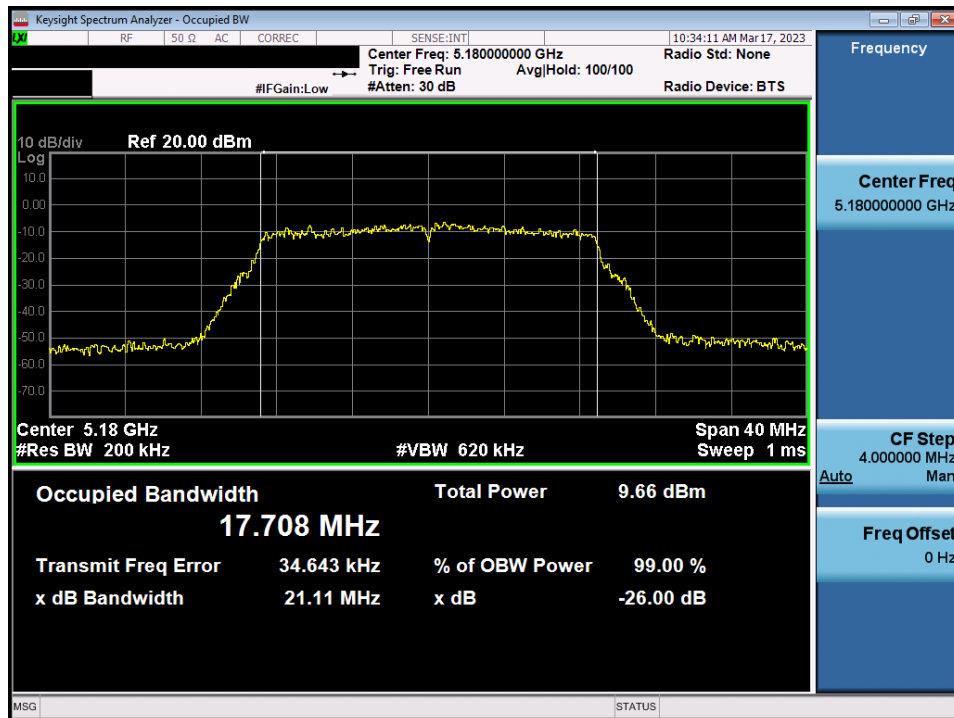 Keysight Spectrum Analyzer - Occupied BW
LXI RF 50 Ω AC CORREC SENSE:INT 10:34:11 AM Mar 17, 2023
Center Freq: 5.180000000 GHz Radio Std: None
Trig: Free Run Avg|Hold: 100/100
#IFGain:Low #Atten: 30 dB Radio Device: BTS
Frequency
10 dB/div Ref 20.00 dBm
Log
10.0
0.00
-10.0
-20.0
-30.0
-40.0
-50.0
-60.0
-70.0
Center 5.18 GHz Span 40 MHz
#Res BW 200 kHz #VBW 620 kHz Sweep 1 ms
Center Freq
5.180000000 GHz
CF Step
4.000000 MHz
Auto Man
Freq Offset
0 Hz
Occupied Bandwidth Total Power 9.66 dBm
17.708 MHz
Transmit Freq Error 34.643 kHz % of OBW Power 99.00 %
x dB Bandwidth 21.11 MHz x dB -26.00 dB
MSG STATUS